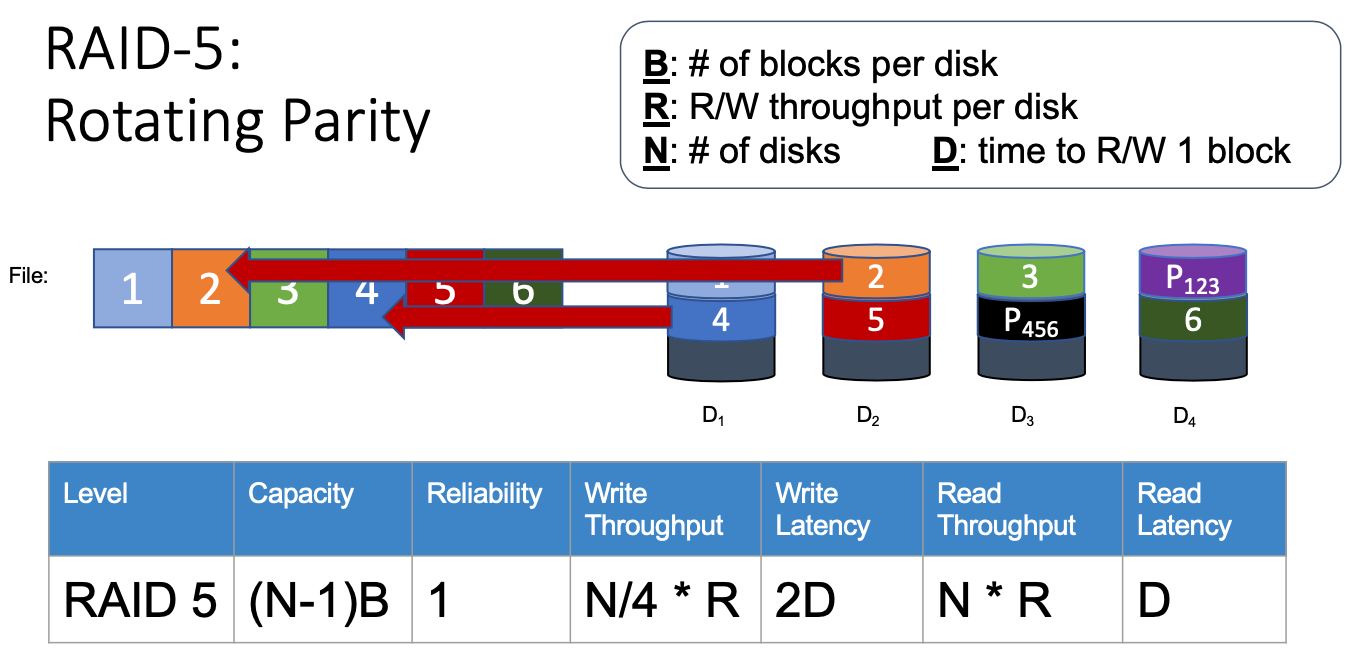 RAID-5:
Rotating Parity
B: # of blocks per disk
R: R/W throughput per disk
N: # of disks D: time to R/W 1 block
File:
1 2 3 4 5 6
1 2 3 P123
4 5 P456 6
D1 D2 D3 D4
Level Capacity Reliability Write Throughput Write Latency Read Throughput Read Latency
RAID 5 (N-1)B 1 N/4 * R 2D N * R D